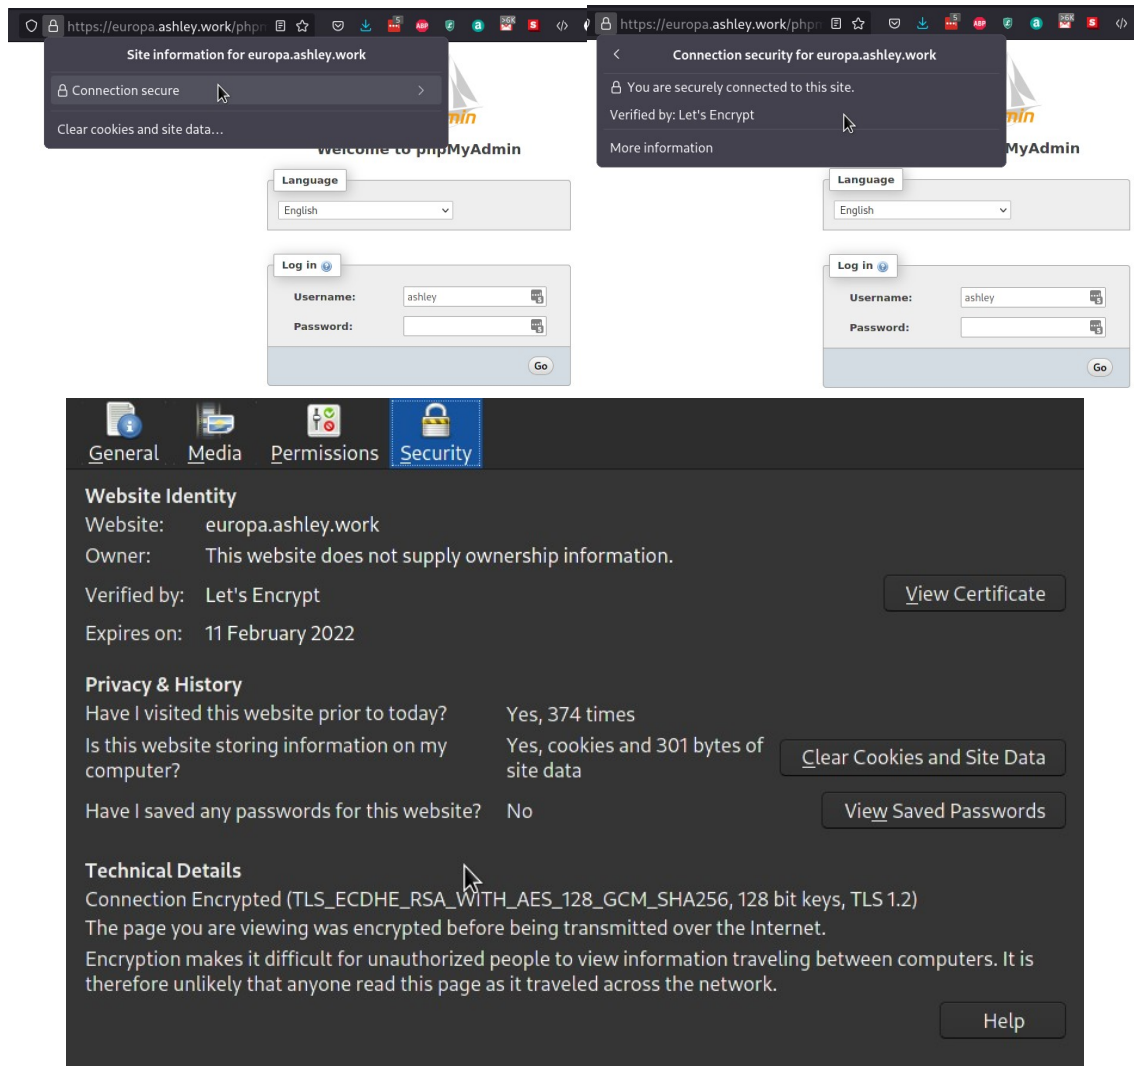 https://europa.ashley.work/phpn
5
ABP
a
>6K
S
Site information for europa.ashley.work
Connection secure
Clear cookies and site data…
Welcome to phpMyAdmin
Language
English
Log in
Username:
ashley
Password:
Go
https://europa.ashley.work/phpn
5
ABP
a
>6K
S
Connection security for europa.ashley.work
You are securely connected to this site.
Verified by: Let's Encrypt
More information
min
MyAdmin
Language
English
Log in
Username:
ashley
Password:
Go
General Media Permissions Security
Website Identity
Website: europa.ashley.work
Owner: This website does not supply ownership information.
Verified by: Let's Encrypt
View Certificate
Expires on: 11 February 2022
Privacy & History
Have I visited this website prior to today? Yes, 374 times
Is this website storing information on my
computer?
Yes, cookies and 301 bytes of
site data
Clear Cookies and Site Data
Have I saved any passwords for this website? No
View Saved Passwords
Technical Details
Connection Encrypted (TLS_ECDHE_RSA_WITH_AES_128_GCM_SHA256, 128 bit keys, TLS 1.2)
The page you are viewing was encrypted before being transmitted over the Internet.
Encryption makes it difficult for unauthorized people to view information traveling between computers. It is
therefore unlikely that anyone read this page as it traveled across the network.
Help